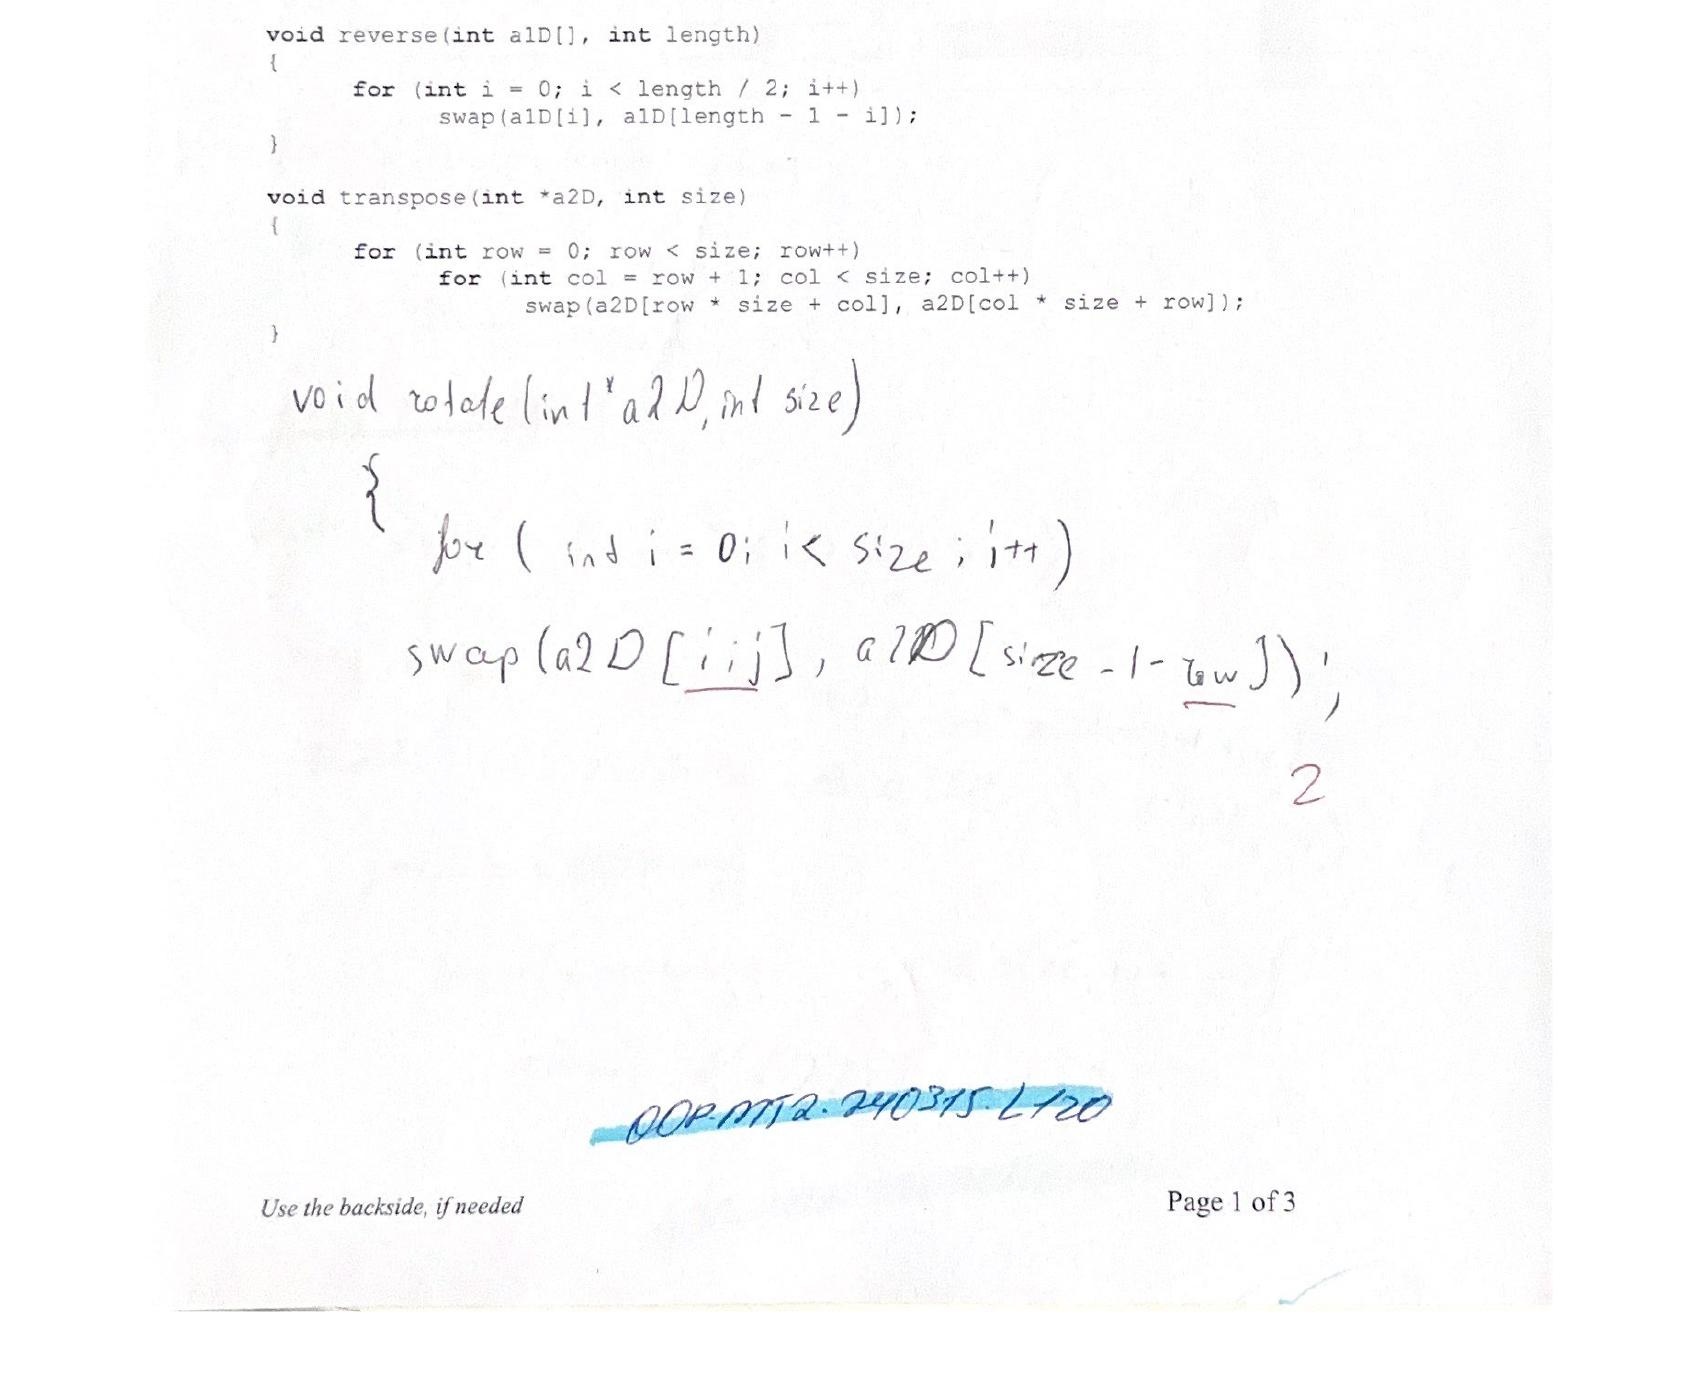 void reverse(int a1D[], int length)
{
for (int i = 0; i < length / 2; i++)
swap(a1D[i], a1D[length - 1 - i]);
}
void transpose(int *a2D, int size)
{
for (int row = 0; row < size; row++)
for (int col = row + 1; col < size; col++)
swap(a2D[row * size + col], a2D[col * size + row]);
}
void rotate(int *a2D, int size)
{
for ( int i = 0; i < size ; i++)
swap(a2D[i;j], a2D[size -1- row]);
2
OOP.MT2.240315.L120
Use the backside, if needed
Page 1 of 3